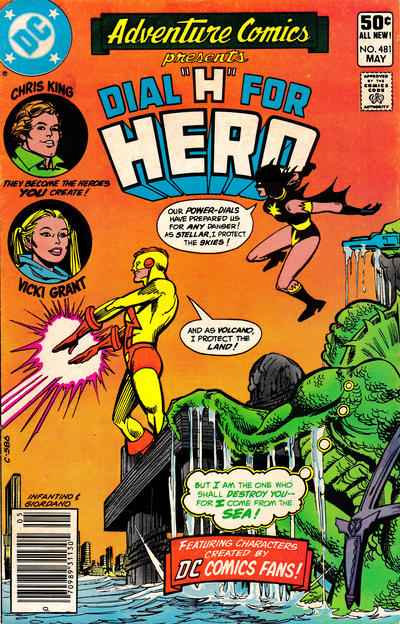 DC
Adventure Comics
presents
DIAL "H" FOR
HERO
50¢
ALL NEW!
NO. 481
MAY
APPROVED
BY THE
COMICS
CODE
AUTHORITY
CHRIS KING
THEY BECOME THE HEROES
YOU CREATE!
VICKI GRANT
OUR POWER-DIALS
HAVE PREPARED US
FOR ANY DANGER!
AS STELLAR, I PROTECT
THE SKIES!
AND AS VOLCANO,
I PROTECT THE
LAND!
BUT I AM THE ONE WHO
SHALL DESTROY YOU--
FOR I COME FROM THE
SEA!
FEATURING CHARACTERS
CREATED BY
DC COMICS FANS!
C-586
INFANTINO &
GIORDANO
05
70989 31130